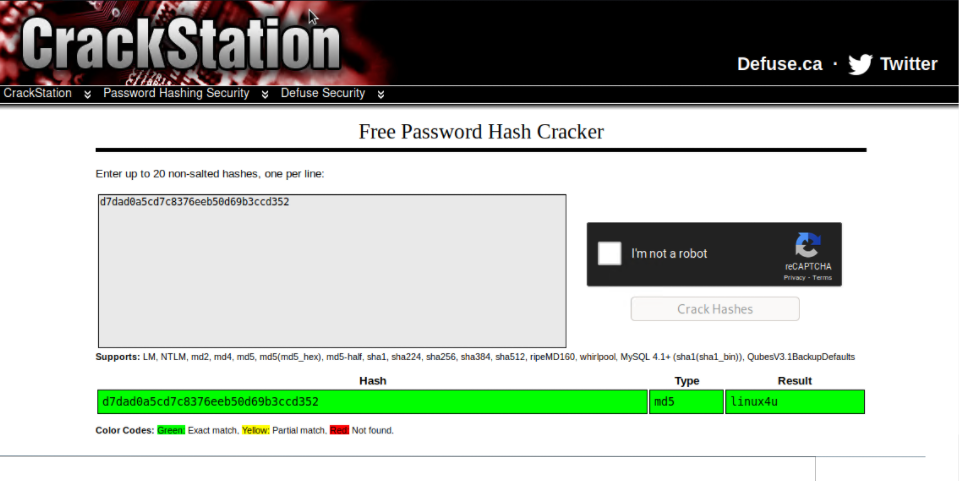 CrackStation
Defuse.ca · Twitter
CrackStation Password Hashing Security Defuse Security
Free Password Hash Cracker
Enter up to 20 non-salted hashes, one per line:
d7dad0a5cd7c8376eeb50d69b3ccd352
I'm not a robot
reCAPTCHA
Privacy - Terms
Crack Hashes
Supports: LM, NTLM, md2, md4, md5, md5(md5_hex), md5-half, sha1, sha224, sha256, sha384, sha512, ripeMD160, whirlpool, MySQL 4.1+ (sha1(sha1_bin)), QubesV3.1BackupDefaults
Hash Type Result
d7dad0a5cd7c8376eeb50d69b3ccd352 md5 linux4u
Color Codes: Green: Exact match, Yellow: Partial match, Red: Not found.